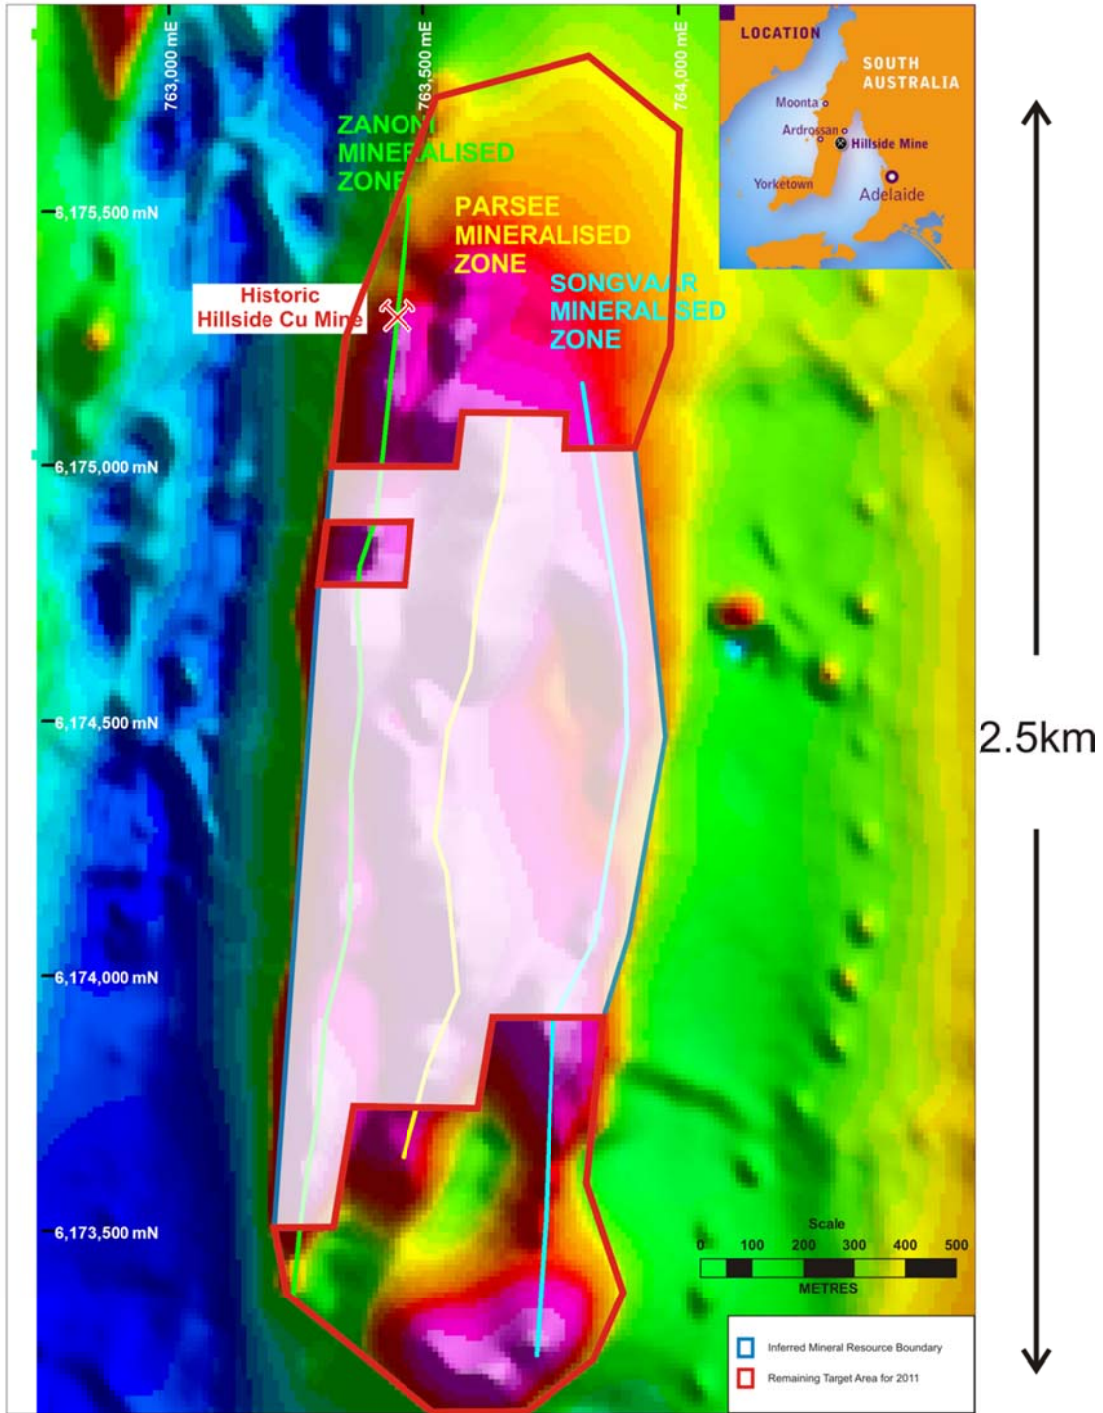 763,000 mE
763,500 mE
764,000 mE
LOCATION
SOUTH
AUSTRALIA
Moonta
Ardrossan
Hillside Mine
Yorketown
Adelaide
ZANONI
MINERALISED
ZONE
6,175,500 mN
PARSEE
MINERALISED
ZONE
SONGVAAR
MINERALISED
ZONE
Historic
Hillside Cu Mine
6,175,000 mN
6,174,500 mN
2.5km
6,174,000 mN
6,173,500 mN
Scale
0 100 200 300 400 500
METRES
Inferred Mineral Resource Boundary
Remaining Target Area for 2011